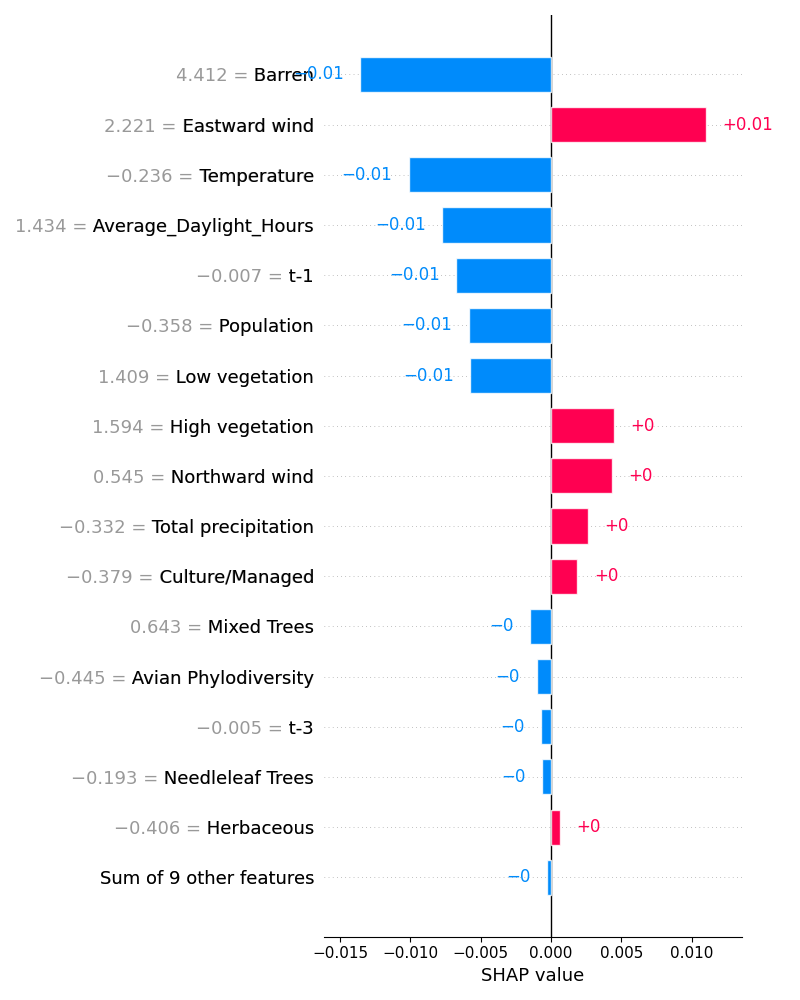 4.412 = Barren −0.01
2.221 = Eastward wind +0.01
−0.236 = Temperature −0.01
1.434 = Average_Daylight_Hours −0.01
−0.007 = t-1 −0.01
−0.358 = Population −0.01
1.409 = Low vegetation −0.01
1.594 = High vegetation +0
0.545 = Northward wind +0
−0.332 = Total precipitation +0
−0.379 = Culture/Managed +0
0.643 = Mixed Trees −0
−0.445 = Avian Phylodiversity −0
−0.005 = t-3 −0
−0.193 = Needleleaf Trees −0
−0.406 = Herbaceous +0
Sum of 9 other features −0
−0.015 −0.010 −0.005 0.000 0.005 0.010
SHAP value